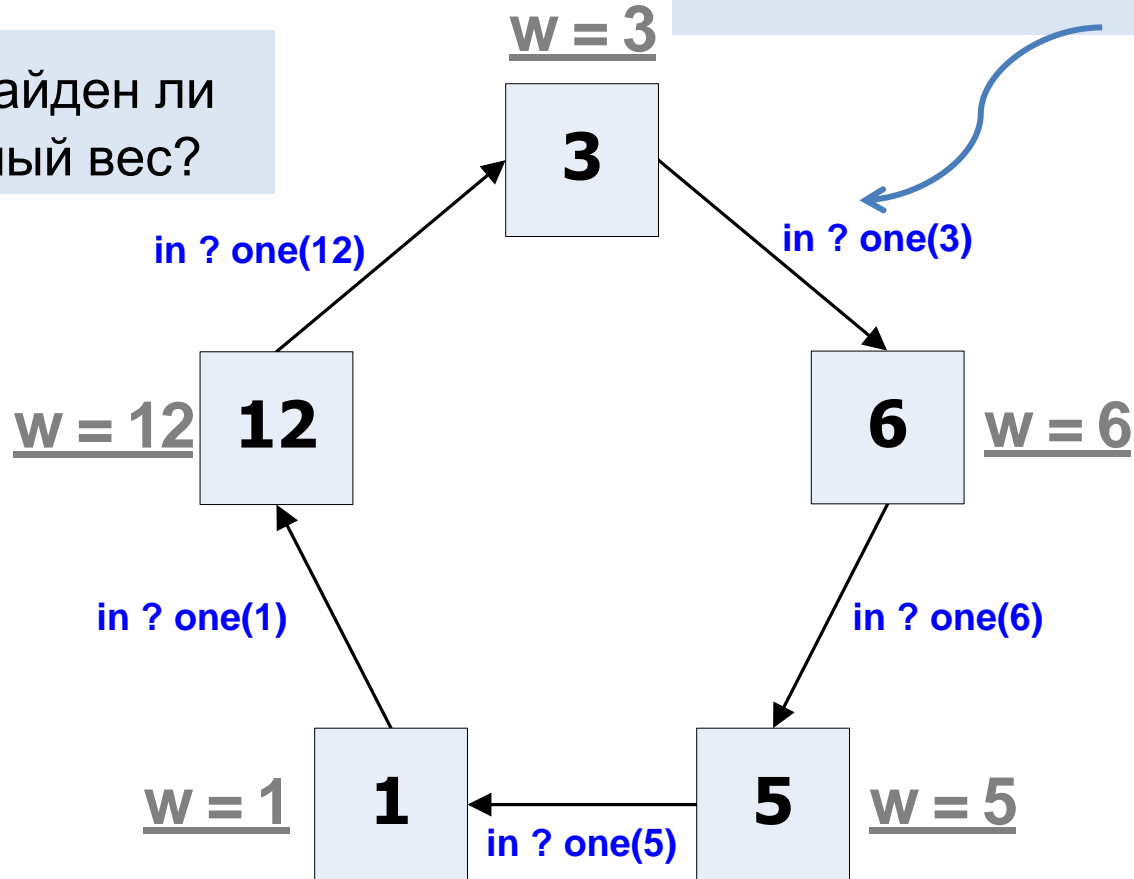 w = 3
айден ли
ный вес?
3
in ? one(12)
in ? one(3)
w = 12
12
6
w = 6
in ? one(1)
in ? one(6)
w = 1
1
5
w = 5
in ? one(5)